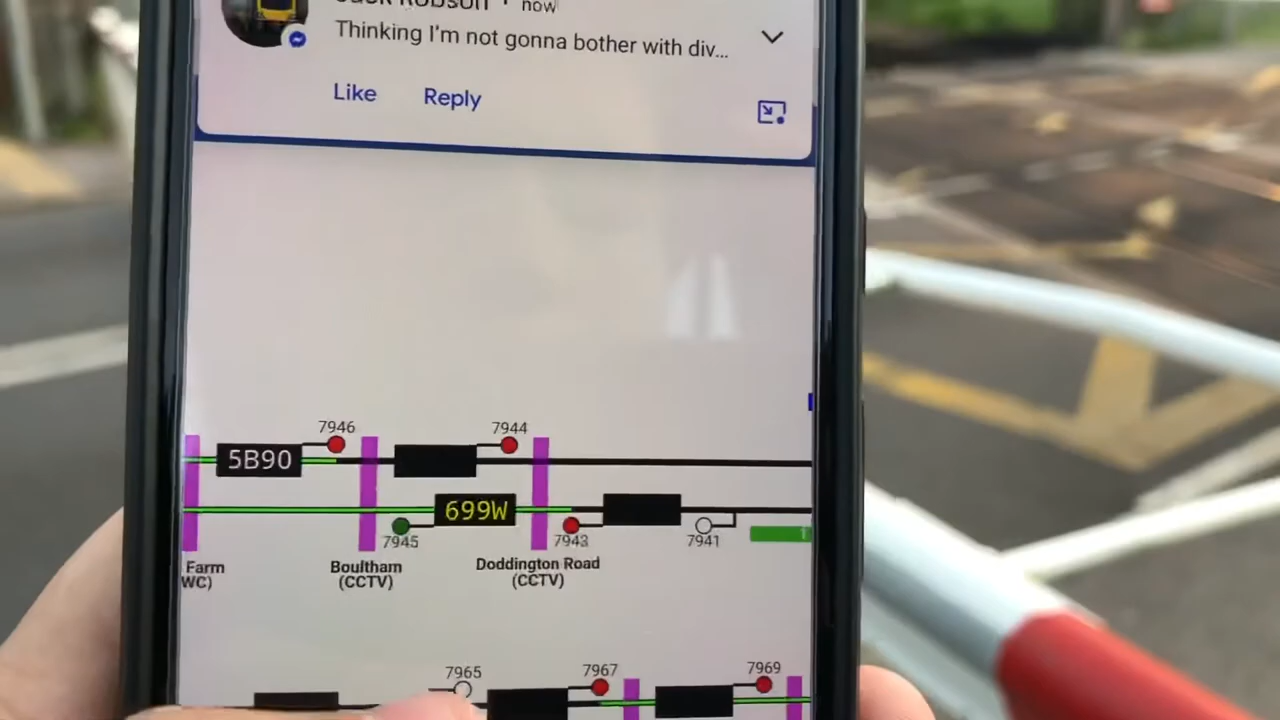 now
Thinking I'm not gonna bother with div...
Like Reply
7946 7944
5B90
699W
7945 7943 7941
Farm Boultham Doddington Road
WC) (CCTV) (CCTV)
7965 7967 7969